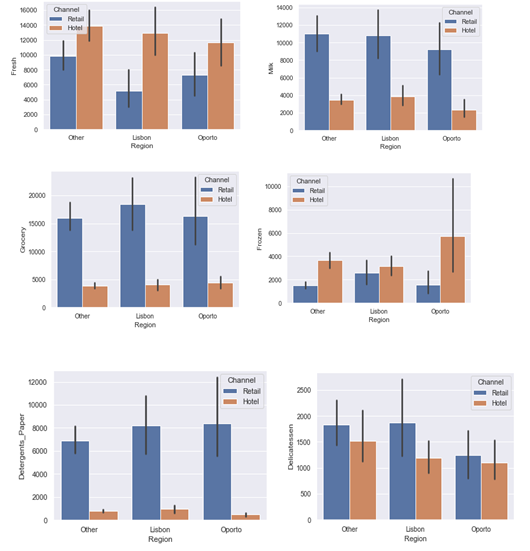 Channel
Retail
Hotel
16000
14000
12000
10000
8000
6000
4000
2000
0
Fresh
Other
Lisbon
Oporto
Region
Channel
Retail
Hotel
14000
12000
10000
8000
6000
4000
2000
0
Milk
Other
Lisbon
Oporto
Region
Channel
Retail
Hotel
20000
15000
10000
5000
0
Grocery
Other
Lisbon
Oporto
Region
Channel
Retail
Hotel
10000
8000
6000
4000
2000
0
Frozen
Other
Lisbon
Oporto
Region
Channel
Retail
Hotel
12000
10000
8000
6000
4000
2000
0
Detergents_Paper
Other
Lisbon
Oporto
Region
Channel
Retail
Hotel
2500
2000
1500
1000
500
0
Delicatessen
Other
Lisbon
Oporto
Region